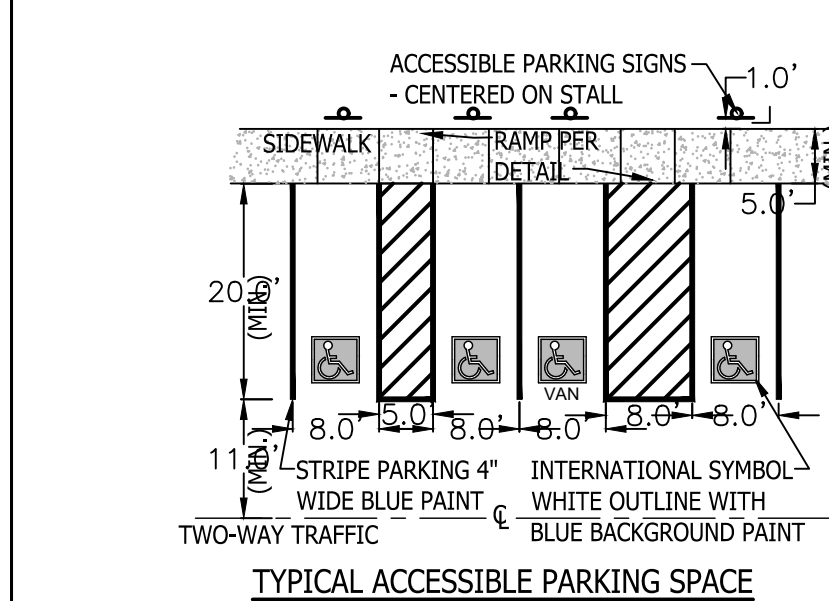 ACCESSIBLE PARKING SIGNS
- CENTERED ON STALL
1.0'
SIDEWALK
RAMP PER
DETAIL
5.0'
20.0'
(MIN.)
VAN
8.0' 5.0' 8.0' 8.0 8.0' 8.0'
11.0'
(MIN.)
STRIPE PARKING 4"
WIDE BLUE PAINT
INTERNATIONAL SYMBOL
WHITE OUTLINE WITH
BLUE BACKGROUND PAINT
℄
TWO-WAY TRAFFIC
TYPICAL ACCESSIBLE PARKING SPACE